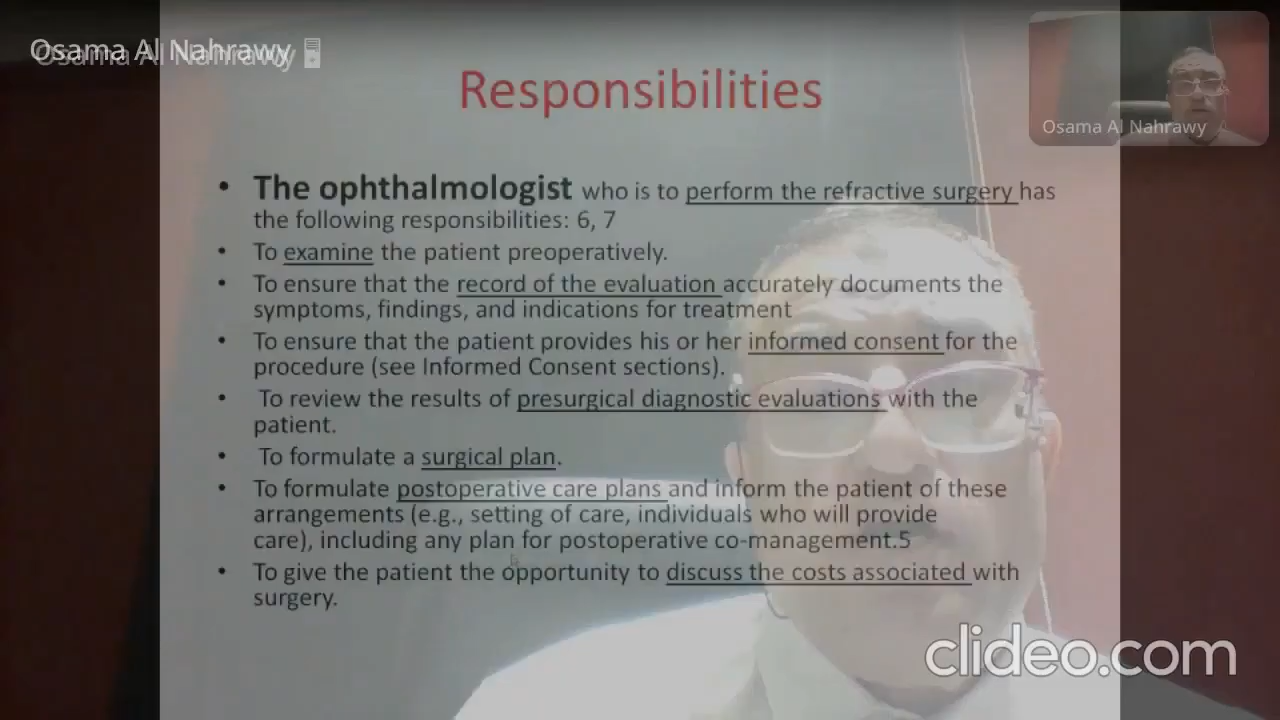 Osama Al Nahrawy
Osama Al Nahrawy
Osama Al Nahrawy
Responsibilities
• The ophthalmologist who is to perform the refractive surgery has
the following responsibilities: 6, 7
• To examine the patient preoperatively.
• To ensure that the record of the evaluation accurately documents the
symptoms, findings, and indications for treatment
• To ensure that the patient provides his or her informed consent for the
procedure (see Informed Consent sections).
• To review the results of presurgical diagnostic evaluations with the
patient.
• To formulate a surgical plan.
• To formulate postoperative care plans and inform the patient of these
arrangements (e.g., setting of care, individuals who will provide
care), including any plan for postoperative co-management.5
• To give the patient the opportunity to discuss the costs associated with
surgery.
clideo.com